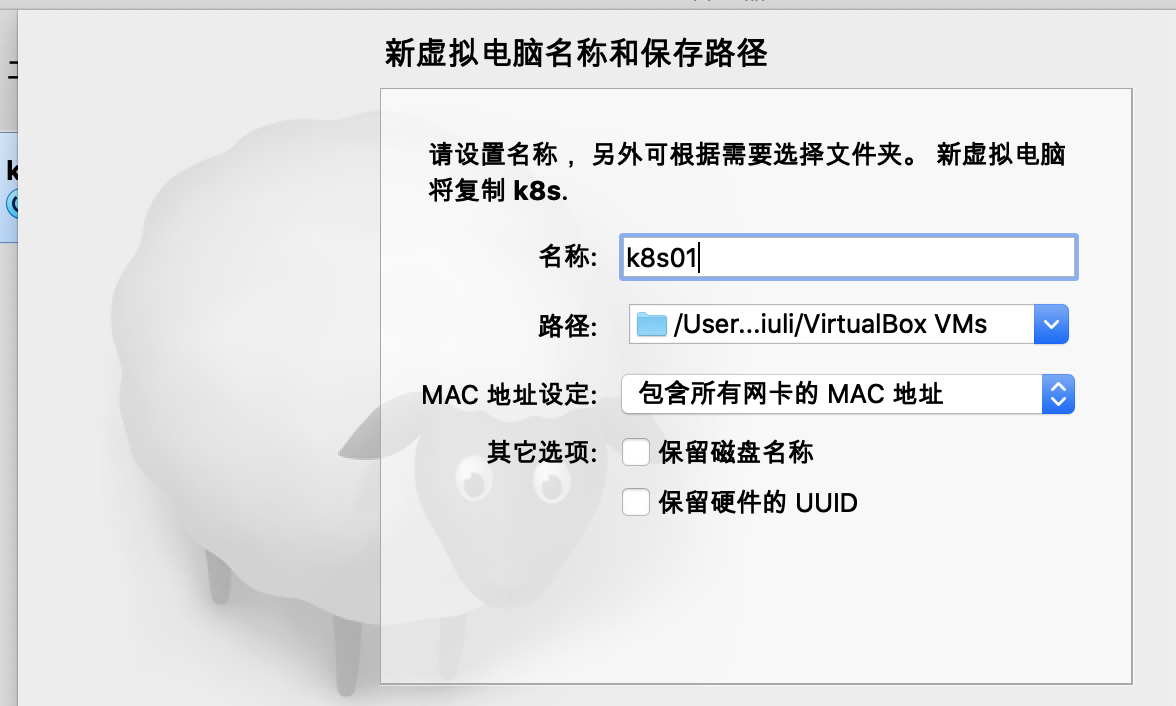 新虚拟电脑名称和保存路径
请设置名称，另外可根据需要选择文件夹。 新虚拟电脑
将复制 k8s.
名称: k8s01
路径: /User...iuli/VirtualBox VMs
MAC 地址设定: 包含所有网卡的 MAC 地址
其它选项: 保留磁盘名称
保留硬件的 UUID